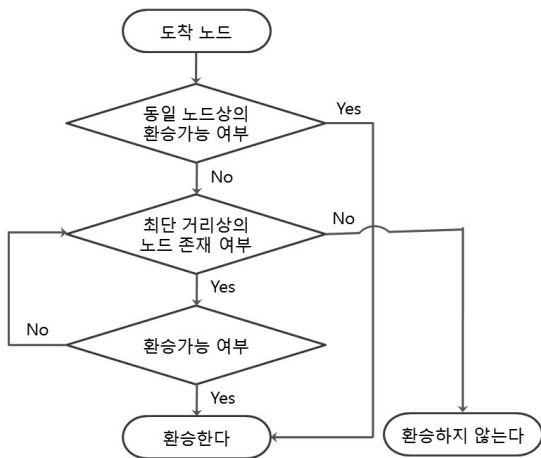 도착 노드
동일 노드상의
환승가능 여부
Yes
No
최단 거리상의
노드 존재 여부
No
Yes
No
환승가능 여부
Yes
환승한다
환승하지 않는다